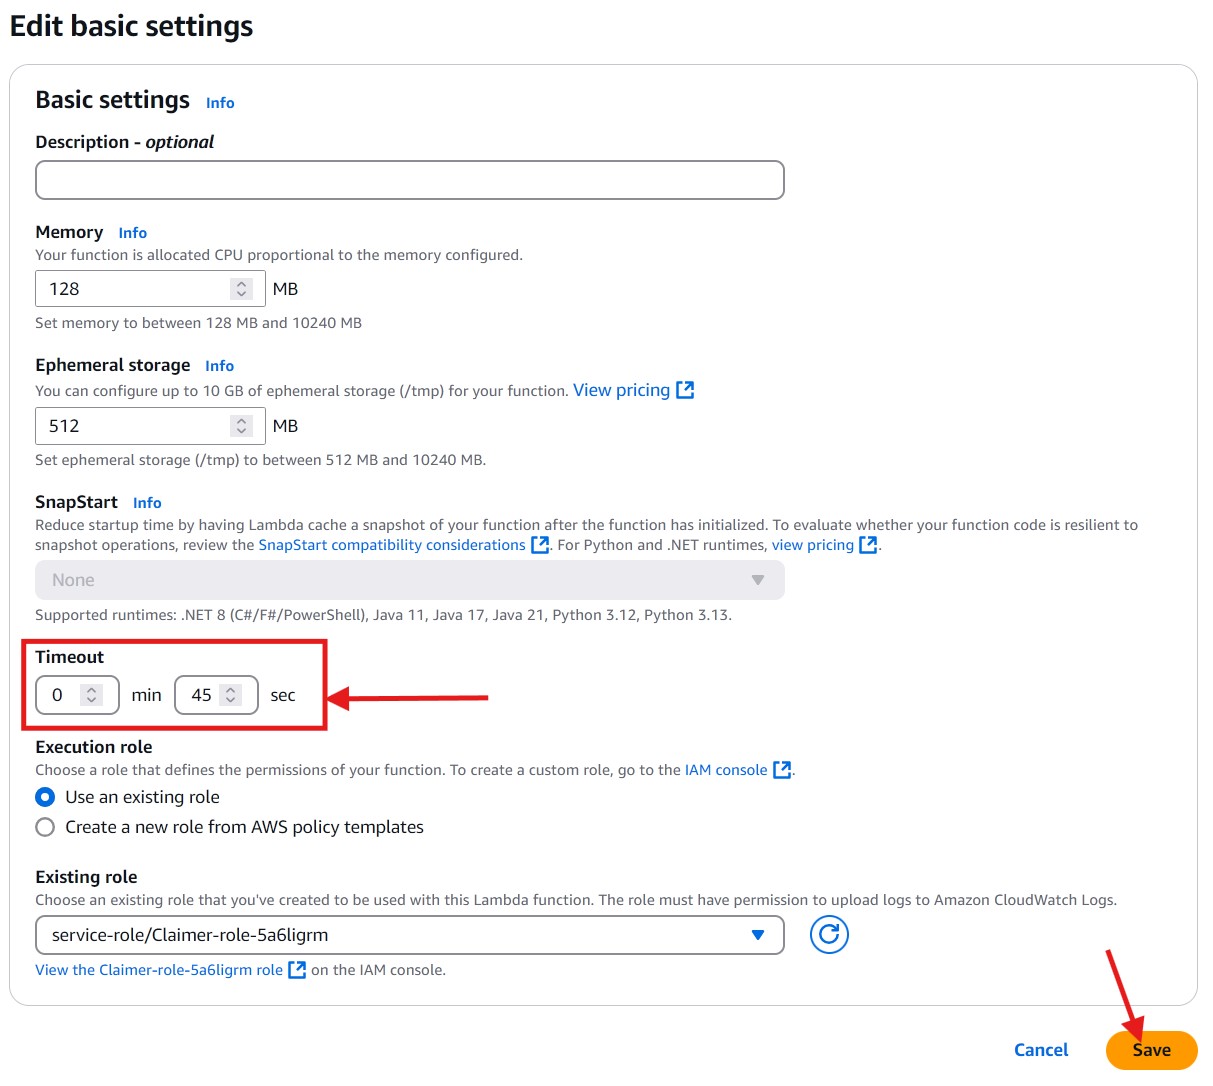 Edit basic settings
Basic settings Info
Description - optional
Memory Info
Your function is allocated CPU proportional to the memory configured.
128 MB
Set memory to between 128 MB and 10240 MB
Ephemeral storage Info
You can configure up to 10 GB of ephemeral storage (/tmp) for your function. View pricing
512 MB
Set ephemeral storage (/tmp) to between 512 MB and 10240 MB.
SnapStart Info
Reduce startup time by having Lambda cache a snapshot of your function after the function has initialized. To evaluate whether your function code is resilient to
snapshot operations, review the SnapStart compatibility considerations. For Python and .NET runtimes, view pricing.
None
Supported runtimes: .NET 8 (C#/F#/PowerShell), Java 11, Java 17, Java 21, Python 3.12, Python 3.13.
Timeout
0 min 45 sec
Execution role
Choose a role that defines the permissions of your function. To create a custom role, go to the IAM console.
Use an existing role
Create a new role from AWS policy templates
Existing role
Choose an existing role that you've created to be used with this Lambda function. The role must have permission to upload logs to Amazon CloudWatch Logs.
service-role/Claimer-role-5a6ligrm
View the Claimer-role-5a6ligrm role on the IAM console.
Cancel Save